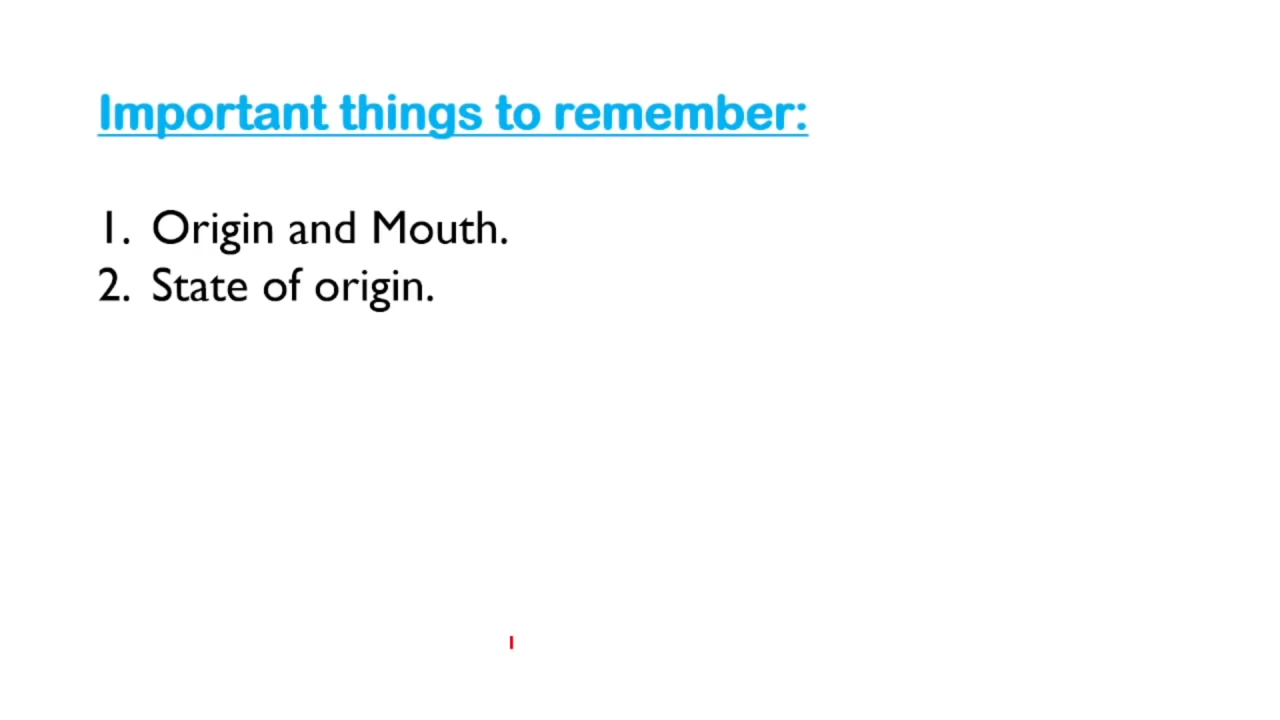 Important things to remember:
1. Origin and Mouth.
2. State of origin.